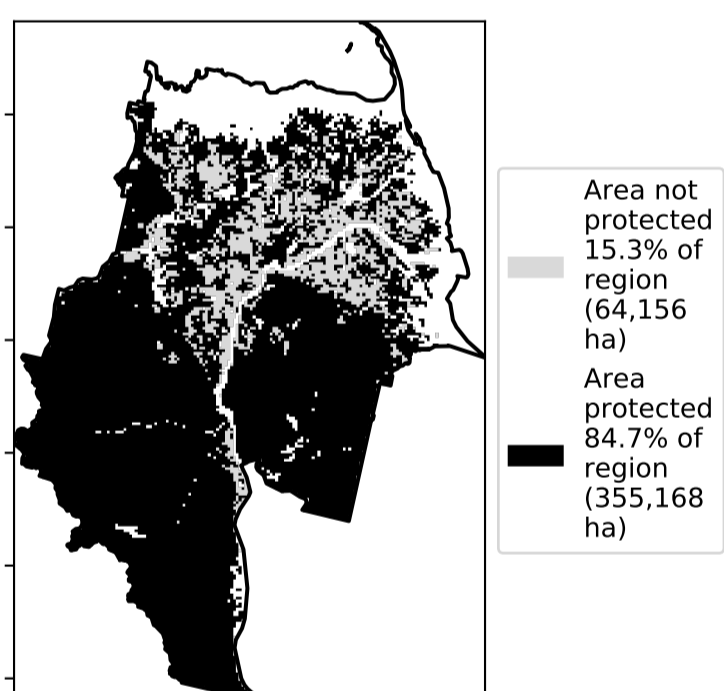 Area not
protected
15.3% of
region
(64,156
ha)
Area
protected
84.7% of
region
(355,168
ha)